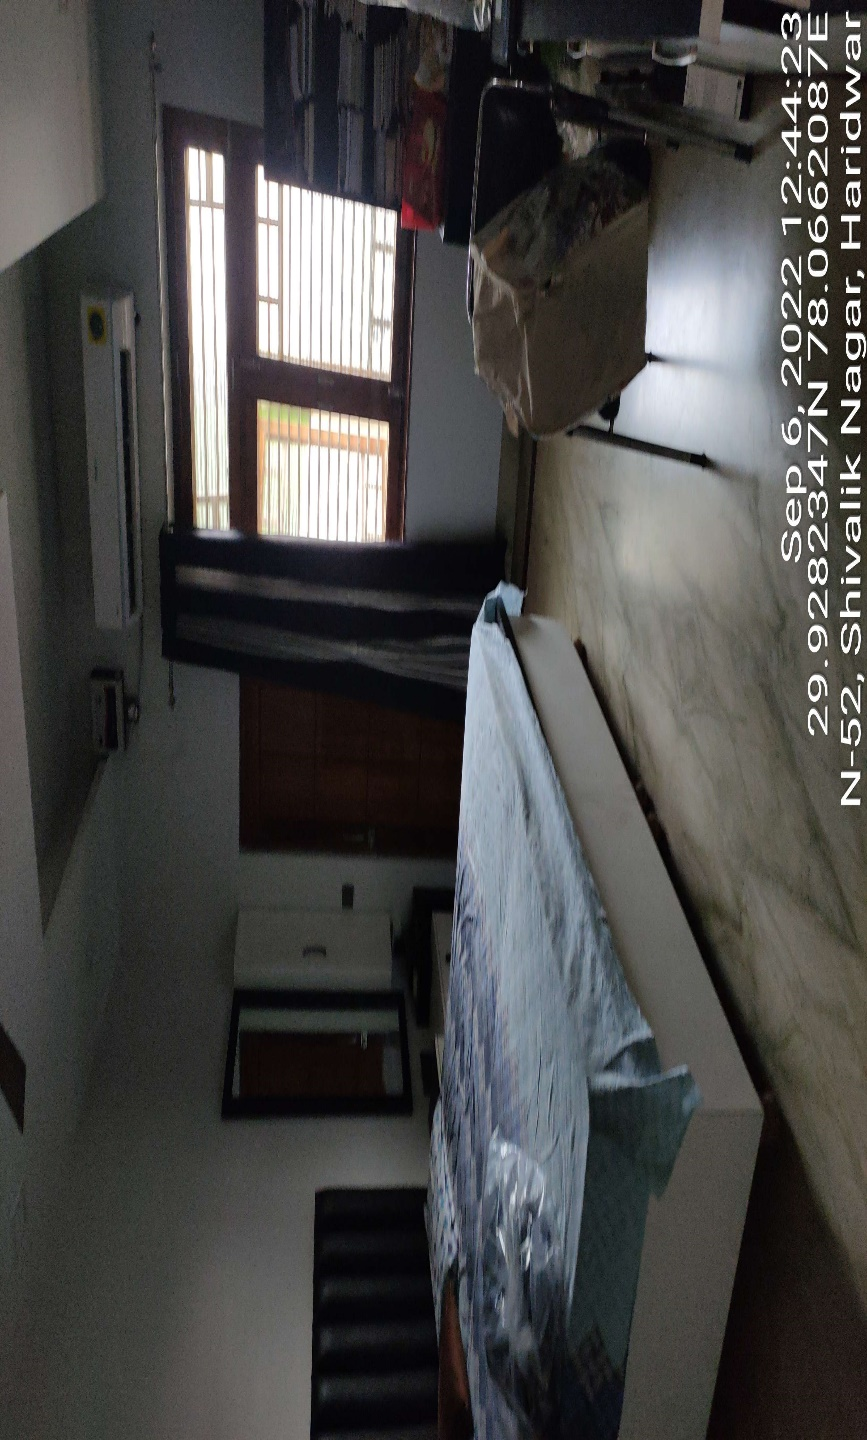 Sep 6, 2022 12:44:23
29.9282347N 78.0662087E
N-52, Shivalik Nagar, Haridwar